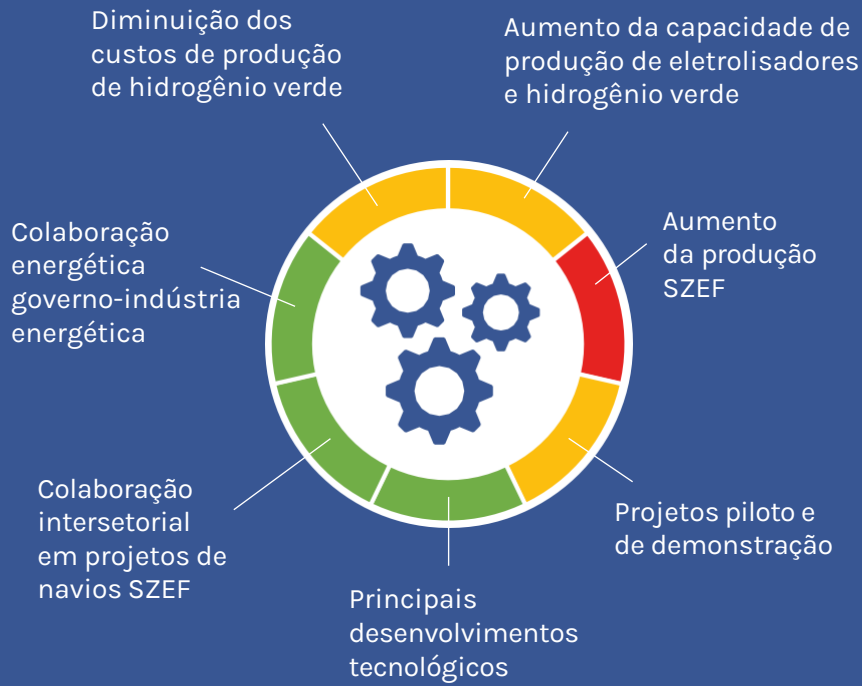 Diminuição dos
custos de produção
de hidrogênio verde
Aumento da capacidade de
produção de eletrolisadores
e hidrogênio verde
Aumento
da produção
SZEF
Projetos piloto e
de demonstração
Principais
desenvolvimentos
tecnológicos
Colaboração
intersetorial
em projetos de
navios SZEF
Colaboração
energética
governo-indústria
energética